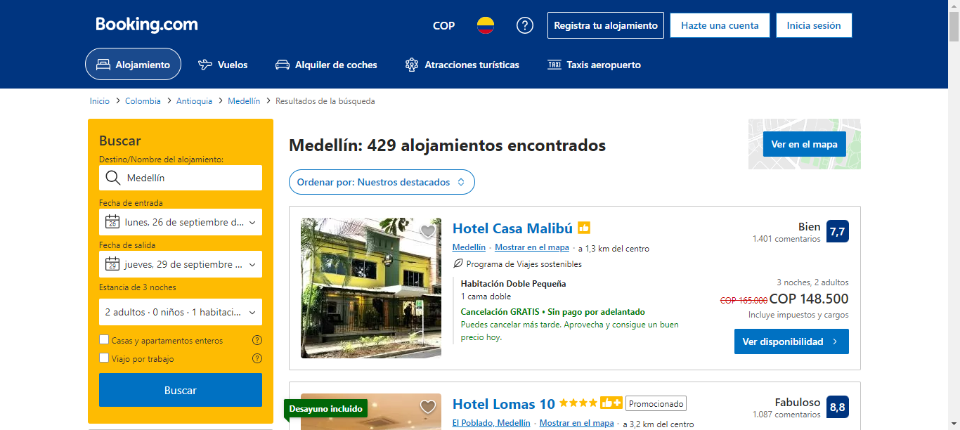 Booking.com
COP
Registra tu alojamiento
Hazte una cuenta
Inicia sesión
Alojamiento
Vuelos
Alquiler de coches
Atracciones turísticas
TAXI
Taxis aeropuerto
Inicio > Colombia > Antioquia > Medellín > Resultados de la búsqueda
Buscar
Destino/Nombre del alojamiento:
Medellín
Fecha de entrada
lunes, 26 de septiembre d...
Fecha de salida
jueves, 29 de septiembre ...
Estancia de 3 noches
2 adultos · 0 niños · 1 habitaci...
Casas y apartamentos enteros
Viajo por trabajo
Buscar
Medellín: 429 alojamientos encontrados
Ver en el mapa
Ordenar por: Nuestros destacados
Hotel Casa Malibú
Bien
1.401 comentarios
7,7
Medellín · Mostrar en el mapa · a 1,3 km del centro
Programa de Viajes sostenibles
Habitación Doble Pequeña
1 cama doble
Cancelación GRATIS • Sin pago por adelantado
Puedes cancelar más tarde. Aprovecha y consigue un buen
precio hoy.
3 noches, 2 adultos
COP 165.000 COP 148.500
Incluye impuestos y cargos
Ver disponibilidad
Desayuno incluido
Hotel Lomas 10
Promocionado
Fabuloso
1.087 comentarios
8,8
El Poblado, Medellín · Mostrar en el mapa · a 3,2 km del centro